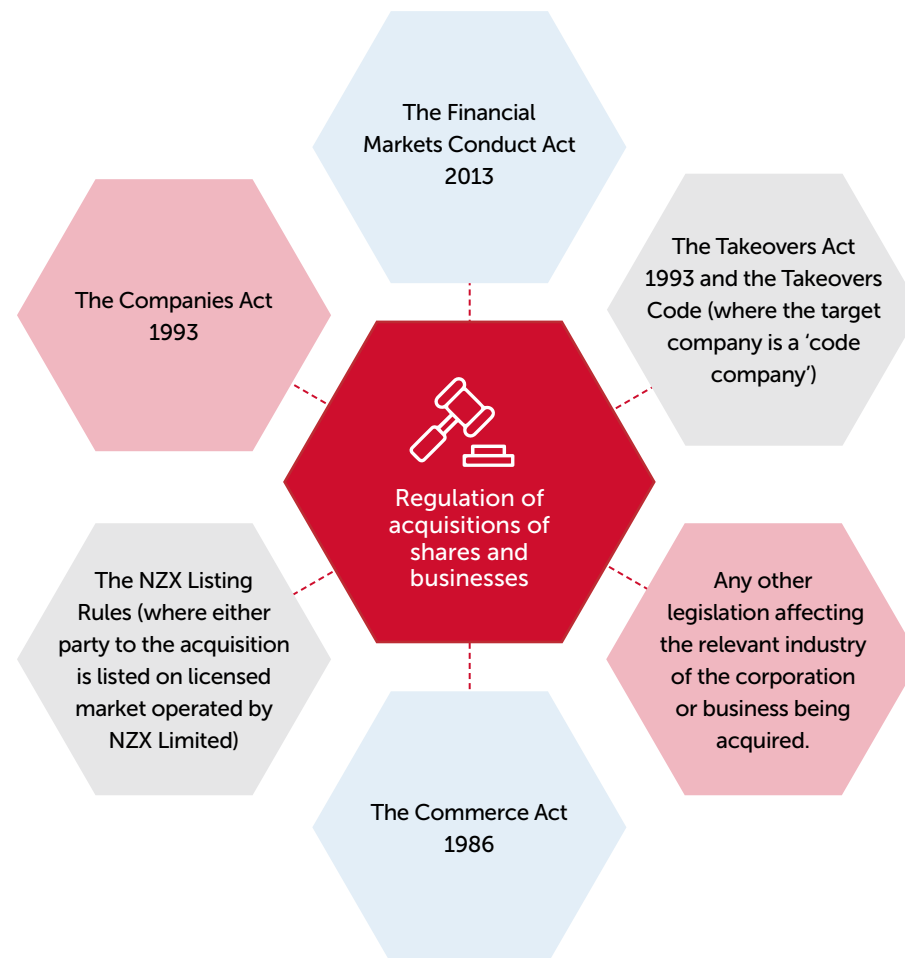 The Financial
Markets Conduct Act
2013
The Companies Act
1993
The Takeovers Act
1993 and the Takeovers
Code (where the target
company is a ‘code
company’)
Regulation of
acquisitions of
shares and
businesses
The NZX Listing
Rules (where either
party to the acquisition
is listed on licensed
market operated by
NZX Limited)
Any other
legislation affecting
the relevant industry
of the corporation
or business being
acquired.
The Commerce Act
1986